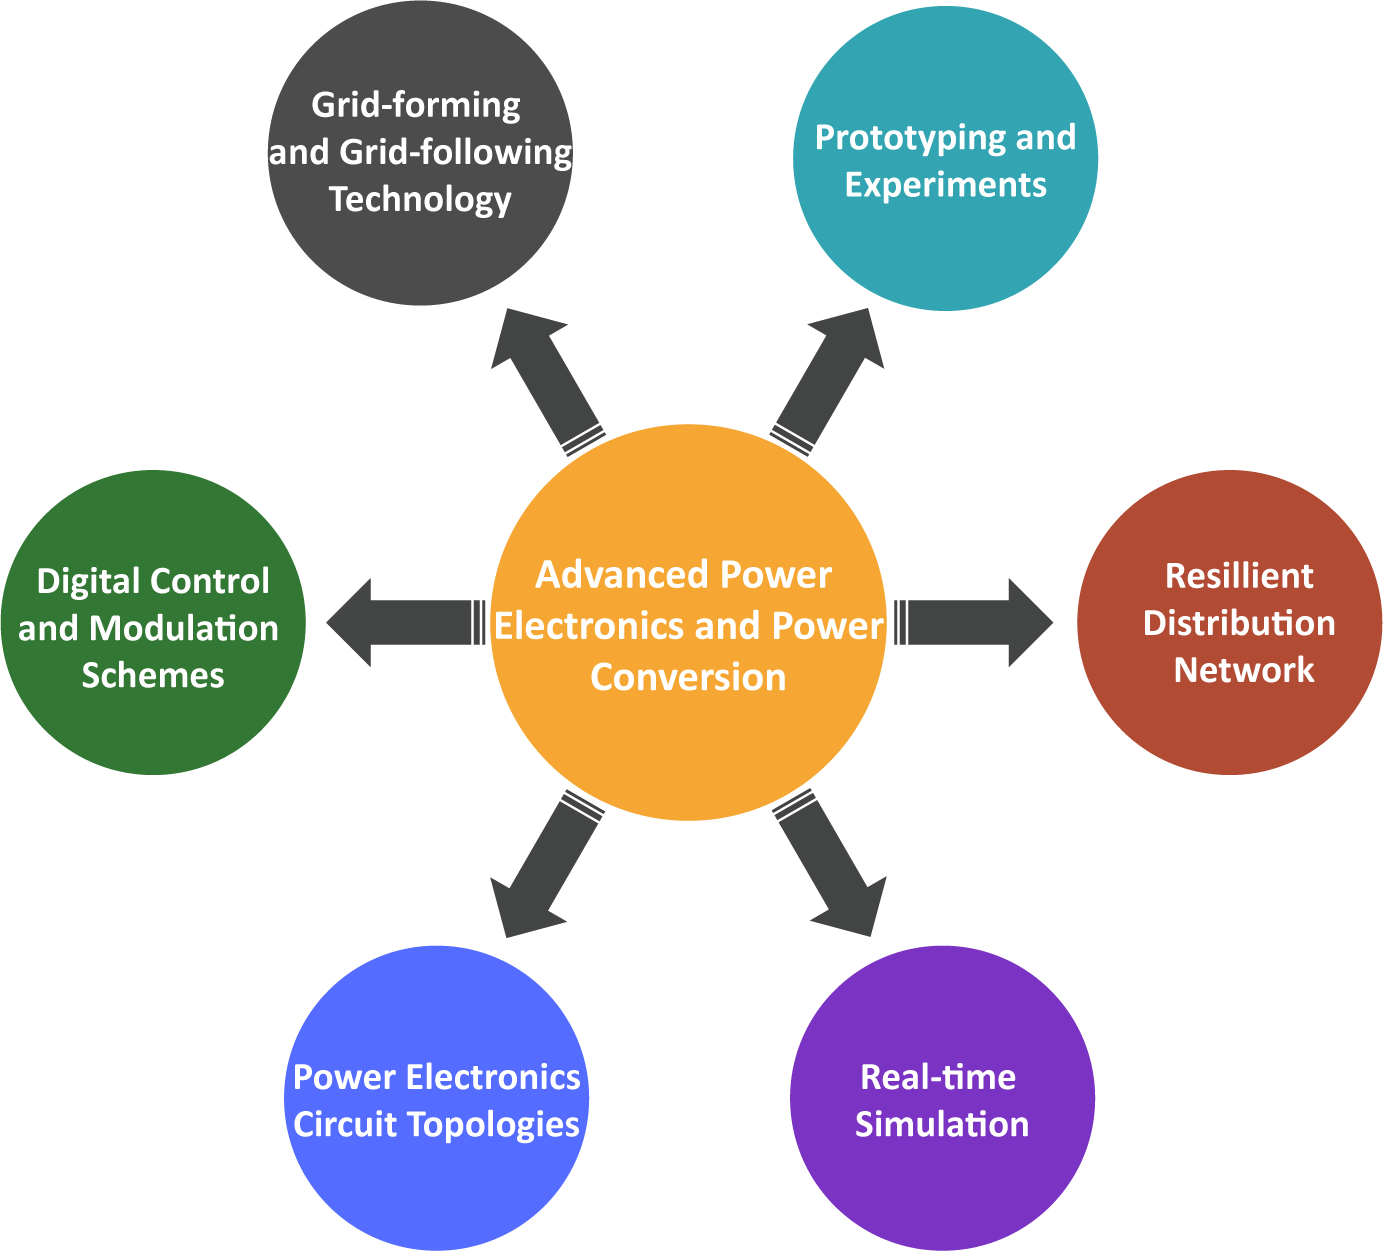 Grid-forming
and Grid-following
Technology
Prototyping and
Experiments
Digital Control
and Modulation
Schemes
Advanced Power
Electronics and Power
Conversion
Resillient
Distribution
Network
Power Electronics
Circuit Topologies
Real-time
Simulation